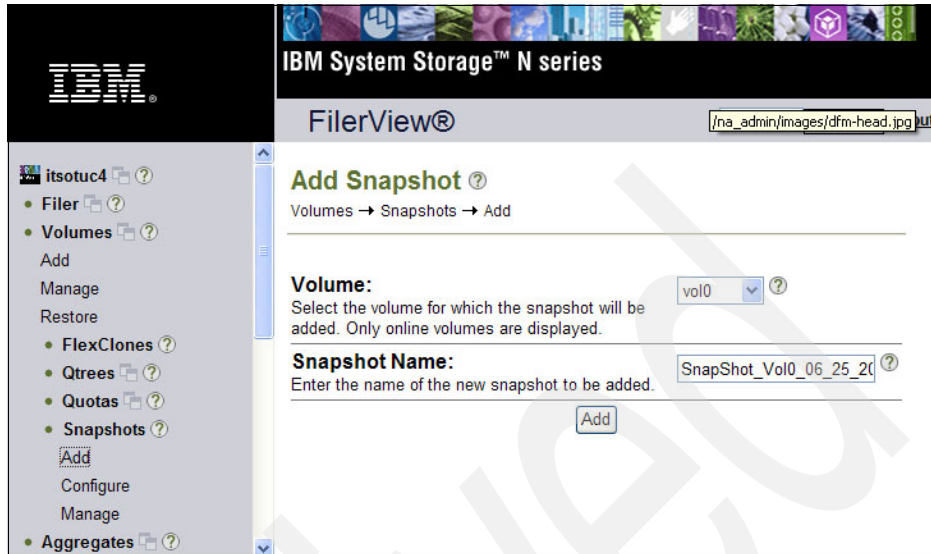 IBM®
IBM System Storage™ N series
FilerView®
/na_admin/images/dfm-head.jpg
itsotuc4
• Filer
• Volumes
Add
Manage
Restore
• FlexClones
• Qtrees
• Quotas
• Snapshots
Add
Configure
Manage
• Aggregates
Add Snapshot
Volumes → Snapshots → Add
Volume:
Select the volume for which the snapshot will be
added. Only online volumes are displayed.
vol0
Snapshot Name:
Enter the name of the new snapshot to be added.
SnapShot_Vol0_06_25_20
Add